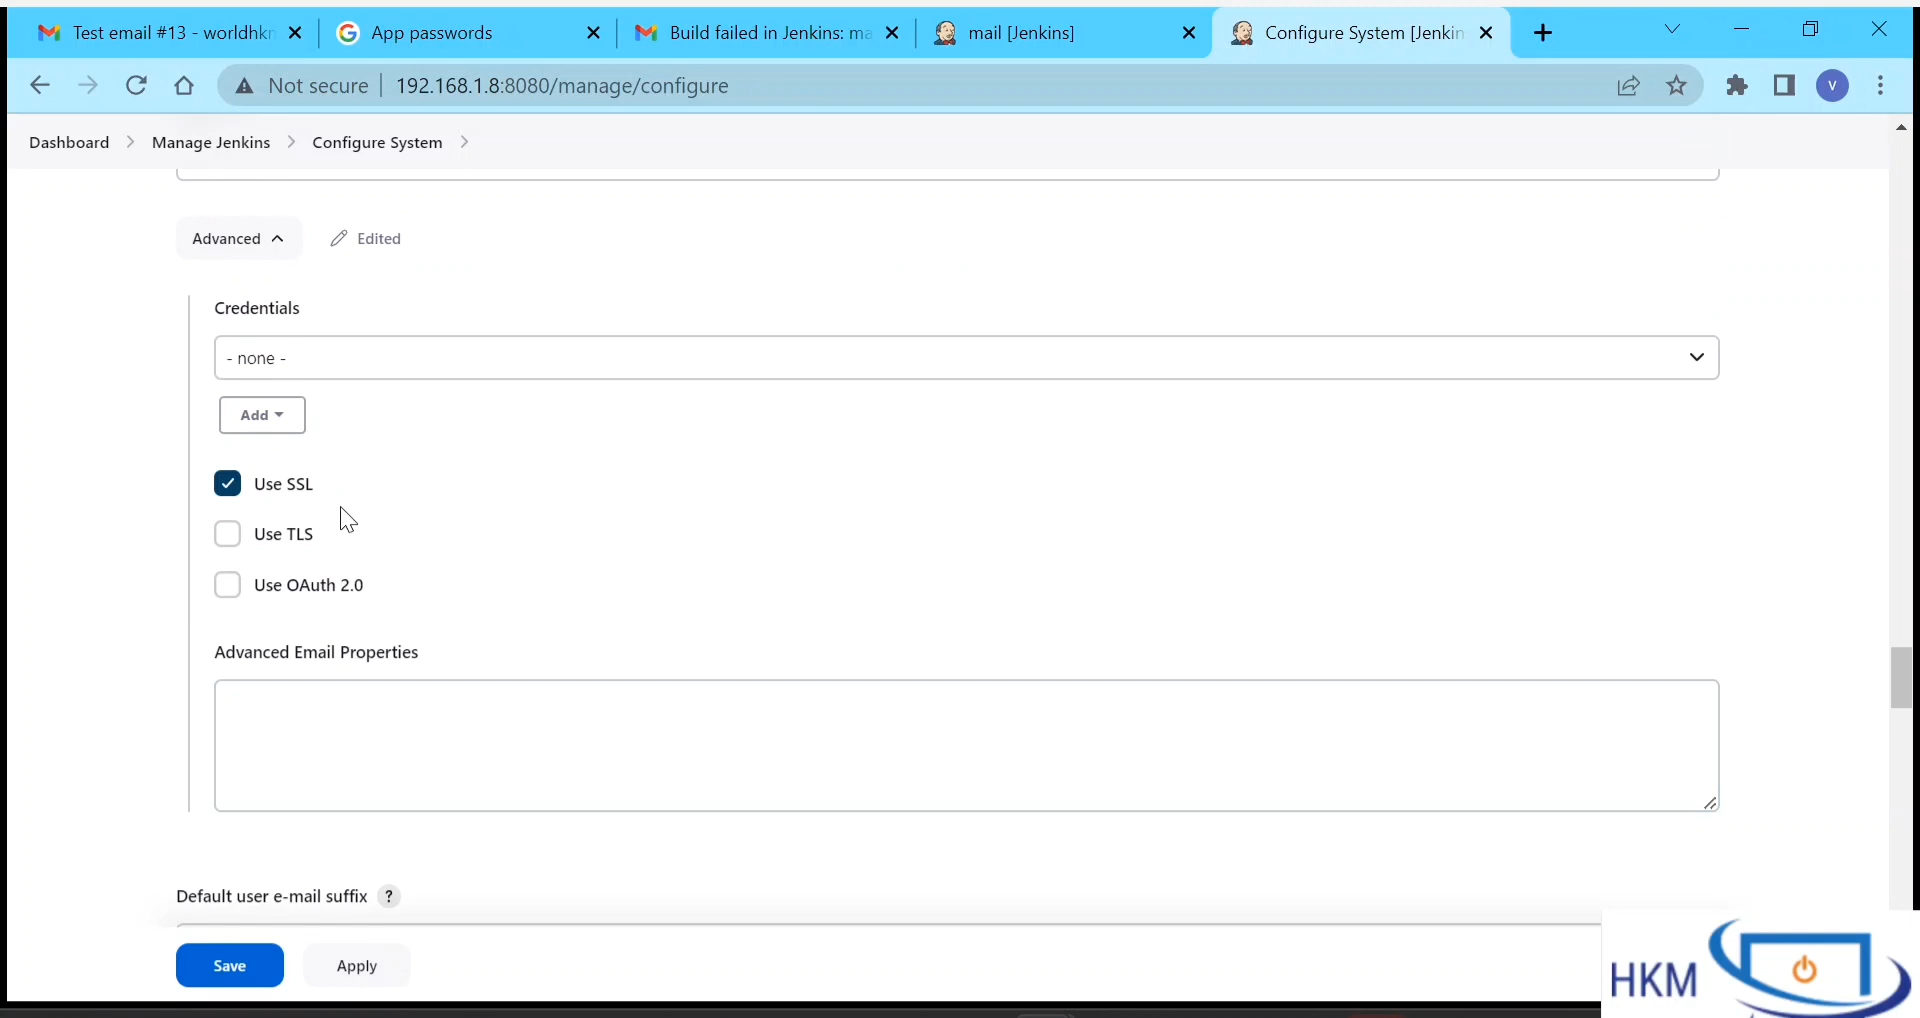 Test email #13 - worldhkm
App passwords
Build failed in Jenkins: ma
mail [Jenkins]
Configure System [Jenkin
Not secure
192.168.1.8:8080/manage/configure
V
Dashboard
Manage Jenkins
Configure System
Advanced
Edited
Credentials
- none -
Add
Use SSL
Use TLS
Use OAuth 2.0
Advanced Email Properties
Default user e-mail suffix ?
Save
Apply
HKM